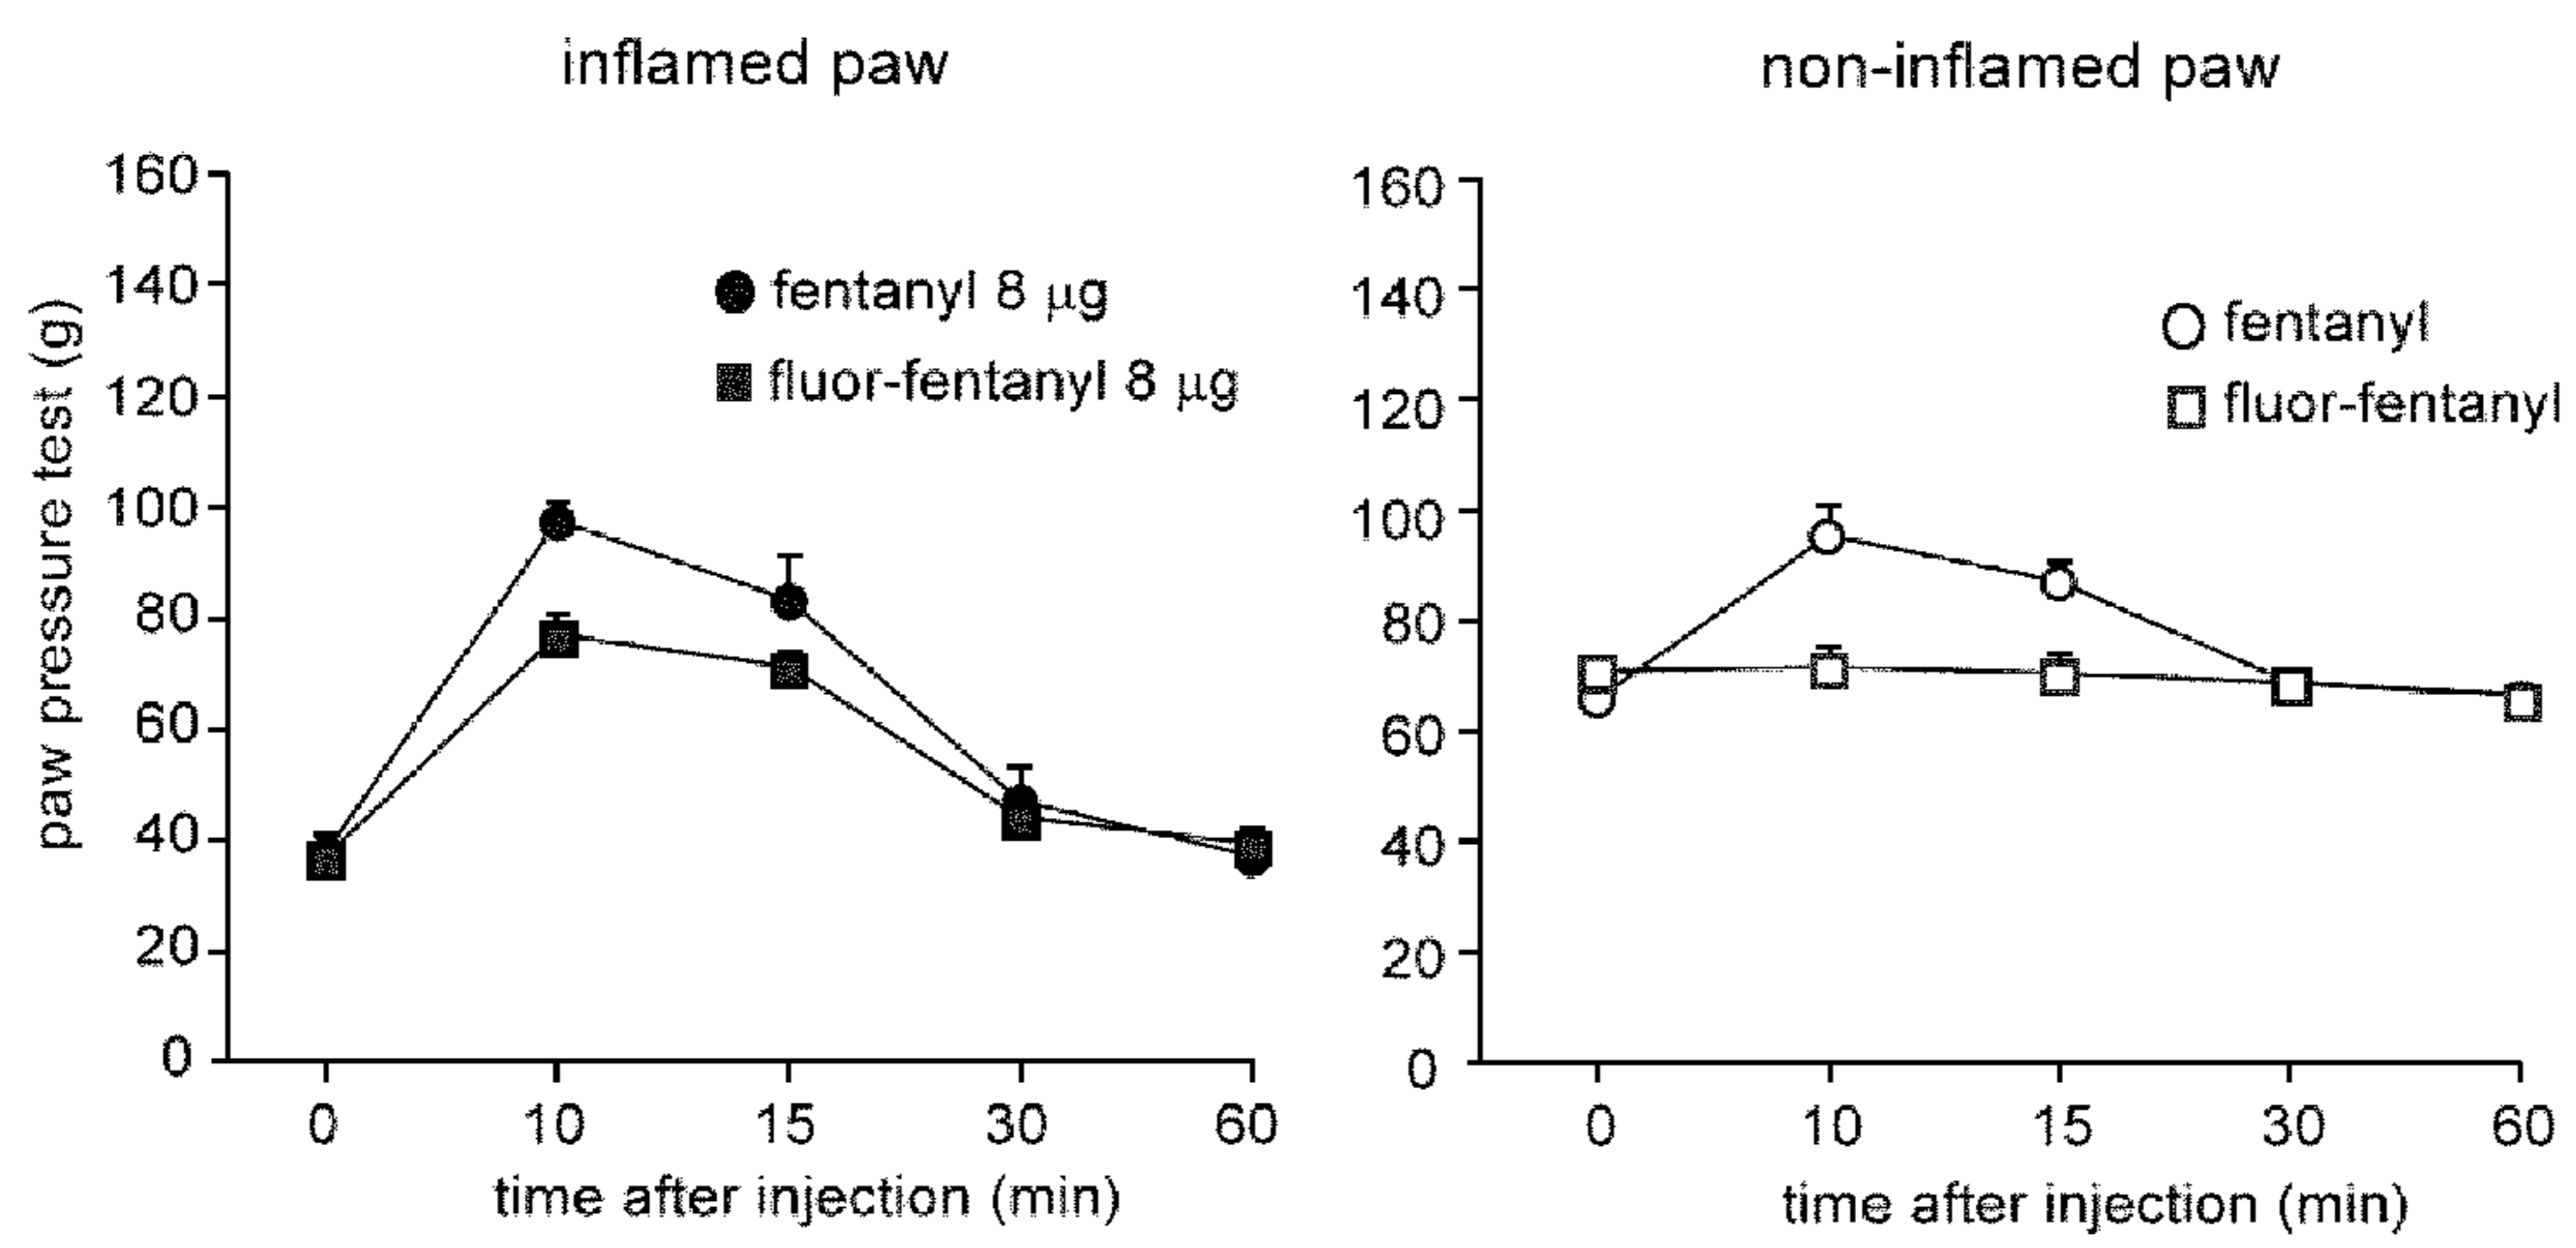 inflamed paw
non-inflamed paw
paw pressure test (g)
160
140
120
100
80
60
40
20
0
fentanyl 8 µg
fluor-fentanyl 8 µg
0 10 15 30 60
time after injection (min)
160
140
120
100
80
60
40
20
0
fentanyl
fluor-fentanyl
0 10 15 30 60
time after injection (min)